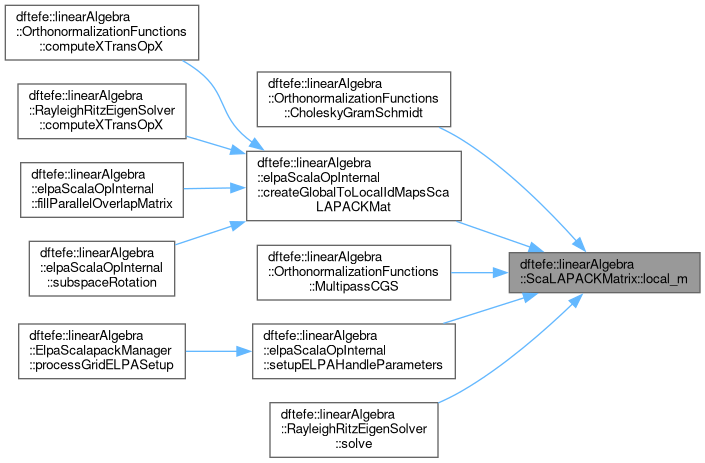 dftefe::linearAlgebra
::OrthonormalizationFunctions
::computeXTransOpX
dftefe::linearAlgebra
::RayleighRitzEigenSolver
::computeXTransOpX
dftefe::linearAlgebra
::elpaScalaOpInternal
::fillParallelOverlapMatrix
dftefe::linearAlgebra
::elpaScalaOpInternal
::subspaceRotation
dftefe::linearAlgebra
::ElpaScalapackManager
::processGridELPASetup
dftefe::linearAlgebra
::OrthonormalizationFunctions
::CholeskyGramSchmidt
dftefe::linearAlgebra
::elpaScalaOpInternal
::createGlobalToLocalIdMapsSca
LAPACKMat
dftefe::linearAlgebra
::OrthonormalizationFunctions
::MultipassCGS
dftefe::linearAlgebra
::elpaScalaOpInternal
::setupELPAHandleParameters
dftefe::linearAlgebra
::RayleighRitzEigenSolver
::solve
dftefe::linearAlgebra
::ScaLAPACKMatrix::local_m